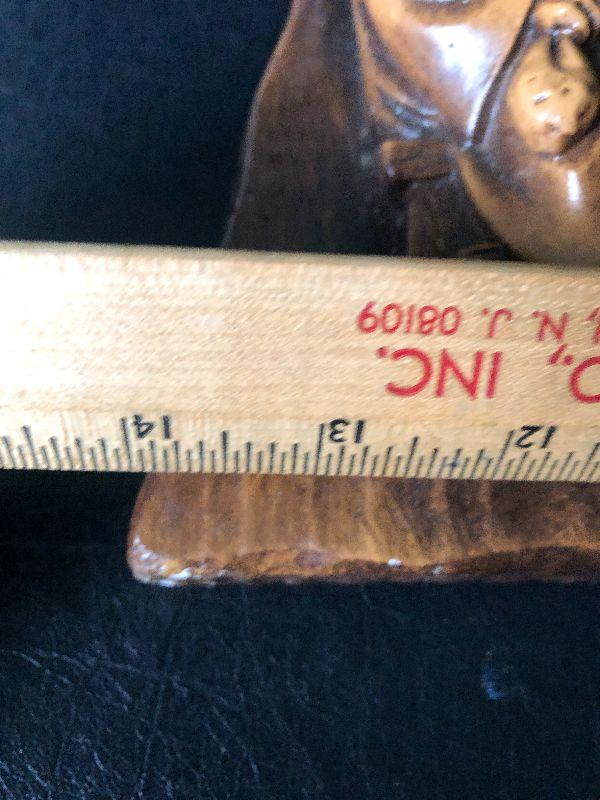 12 13 14
O., INC.
, N. J. 08109